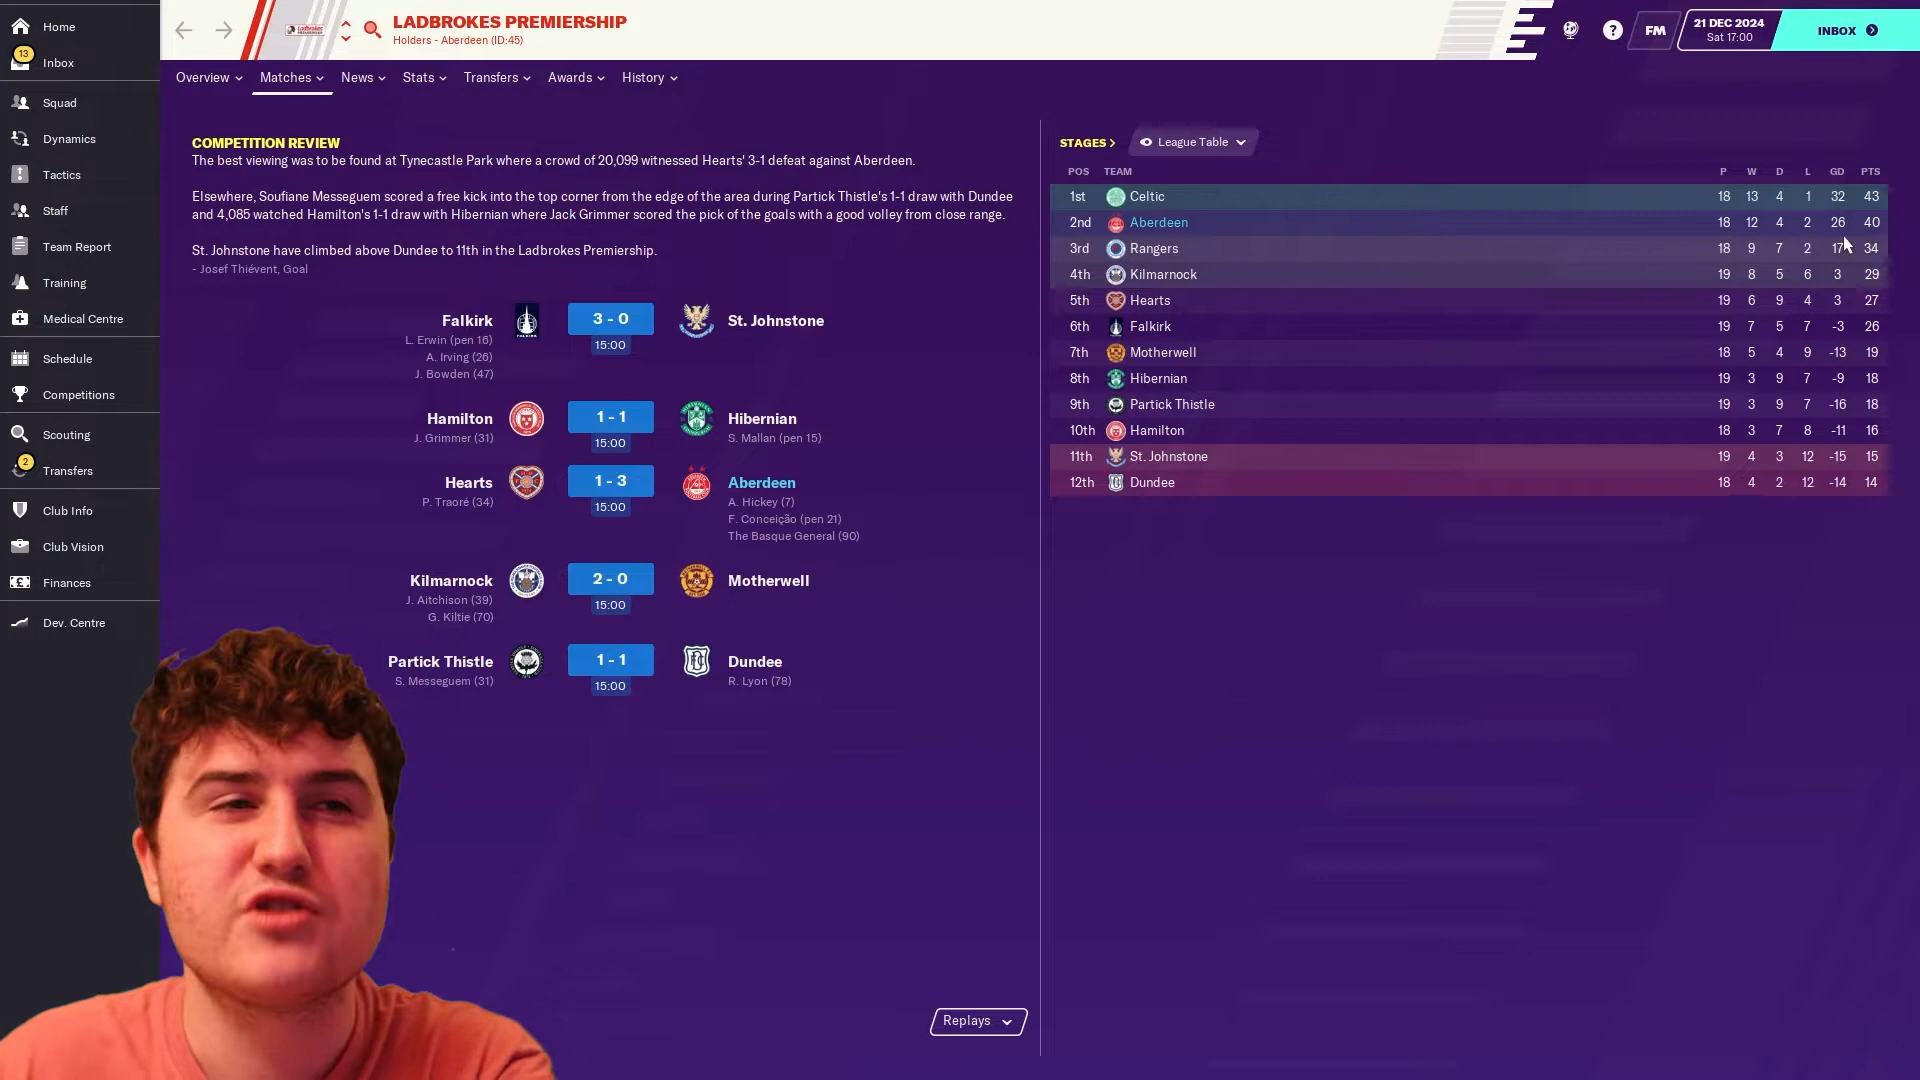 Home
13
Inbox
Squad
Dynamics
Tactics
Staff
Team Report
Training
Medical Centre
Schedule
Competitions
Scouting
2
Transfers
Club Info
Club Vision
Finances
Dev. Centre
LADBROKES PREMIERSHIP
Holders - Aberdeen (ID:45)
? FM 21 DEC 2024
Sat 17:00
INBOX
Overview Matches News Stats Transfers Awards History
COMPETITION REVIEW
The best viewing was to be found at Tynecastle Park where a crowd of 20,099 witnessed Hearts' 3-1 defeat against Aberdeen.
Elsewhere, Soufiane Messeguem scored a free kick into the top corner from the edge of the area during Partick Thistle's 1-1 draw with Dundee
and 4,085 watched Hamilton's 1-1 draw with Hibernian where Jack Grimmer scored the pick of the goals with a good volley from close range.
St. Johnstone have climbed above Dundee to 11th in the Ladbrokes Premiership.
- Josef Thiévent, Goal
Falkirk 3 - 0 St. Johnstone
L. Erwin (pen 16) 15:00
A. Irving (26)
J. Bowden (47)
Hamilton 1 - 1 Hibernian
J. Grimmer (31) 15:00 S. Mallan (pen 15)
Hearts 1 - 3 Aberdeen
P. Traoré (34) 15:00 A. Hickey (7)
F. Conceição (pen 21)
The Basque General (90)
Kilmarnock 2 - 0 Motherwell
J. Aitchison (39) 15:00
G. Kiltie (70)
Partick Thistle 1 - 1 Dundee
S. Messeguem (31) 15:00 R. Lyon (78)
Replays
STAGES > League Table
POS TEAM P W D L GD PTS
1st Celtic 18 13 4 1 32 43
2nd Aberdeen 18 12 4 2 26 40
3rd Rangers 18 9 7 2 17 34
4th Kilmarnock 19 8 5 6 3 29
5th Hearts 19 6 9 4 3 27
6th Falkirk 19 7 5 7 -3 26
7th Motherwell 18 5 4 9 -13 19
8th Hibernian 19 3 9 7 -9 18
9th Partick Thistle 19 3 9 7 -16 18
10th Hamilton 18 3 7 8 -11 16
11th St. Johnstone 19 4 3 12 -15 15
12th Dundee 18 4 2 12 -14 14